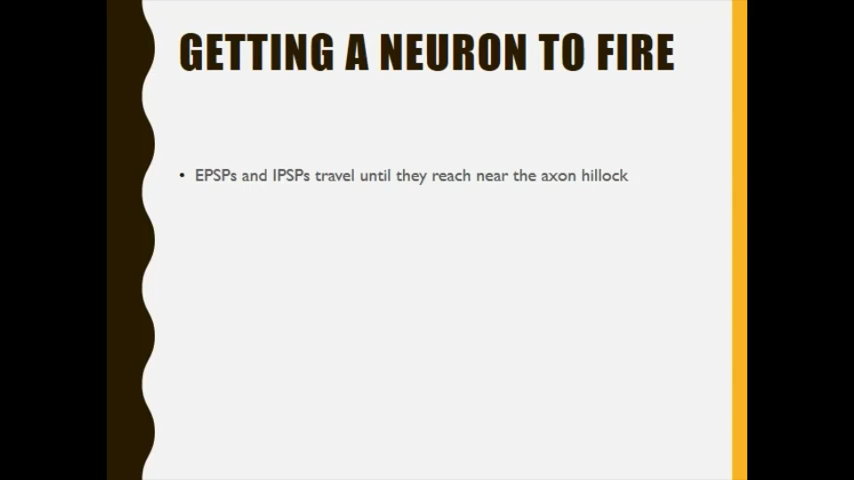 GETTING A NEURON TO FIRE
• EPSPs and IPSPs travel until they reach near the axon hillock